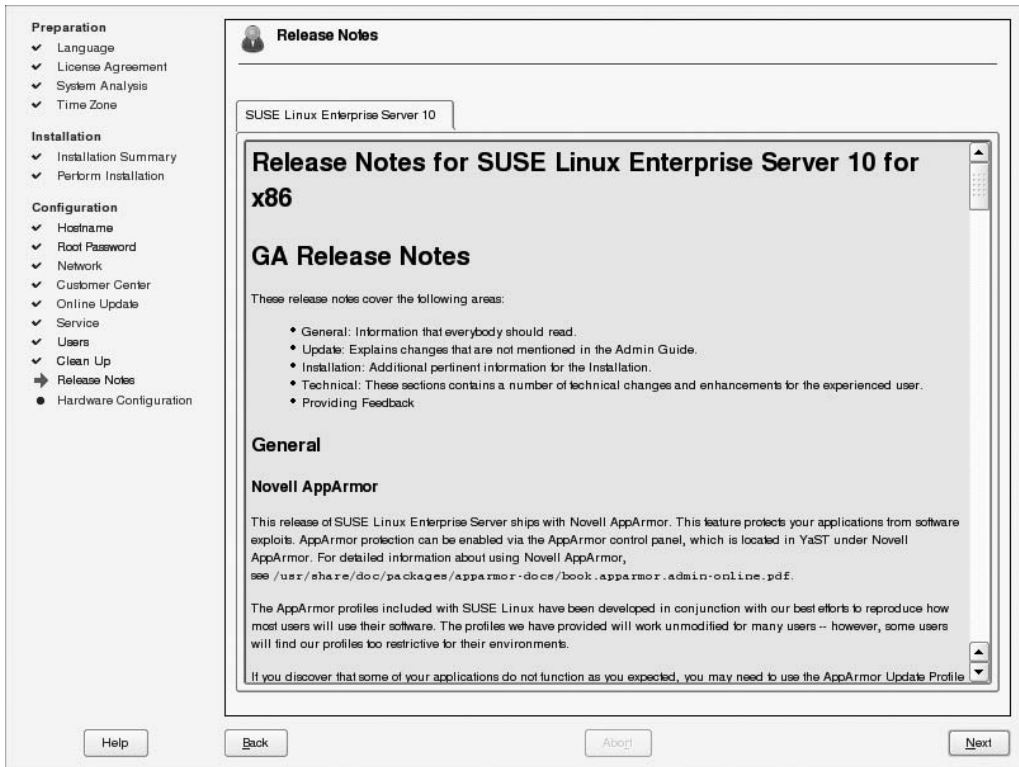 Preparation
Language
License Agreement
System Analysis
Time Zone
Installation
Installation Summary
Perform Installation
Configuration
Hostname
Root Password
Network
Customer Center
Online Update
Service
Users
Clean Up
Release Notes
Hardware Configuration
Release Notes
SUSE Linux Enterprise Server 10
Release Notes for SUSE Linux Enterprise Server 10 for
x86
GA Release Notes
These release notes cover the following areas:
• General: Information that everybody should read.
• Update: Explains changes that are not mentioned in the Admin Guide.
• Installation: Additional pertinent information for the Installation.
• Technical: These sections contains a number of technical changes and enhancements for the experienced user.
• Providing Feedback
General
Novell AppArmor
This release of SUSE Linux Enterprise Server ships with Novell AppArmor. This feature protects your applications from software
exploits. AppArmor protection can be enabled via the AppArmor control panel, which is located in YaST under Novell
AppArmor. For detailed information about using Novell AppArmor,
see /usr/share/doc/packages/apparmor-docs/book.apparmor.admin-online.pdf.
The AppArmor profiles included with SUSE Linux have been developed in conjunction with our best efforts to reproduce how
most users will use their software. The profiles we have provided will work unmodified for many users -- however, some users
will find our profiles too restrictive for their environments.
If you discover that some of your applications do not function as you expected, you may need to use the AppArmor Update Profile
Help
Back
Abort
Next